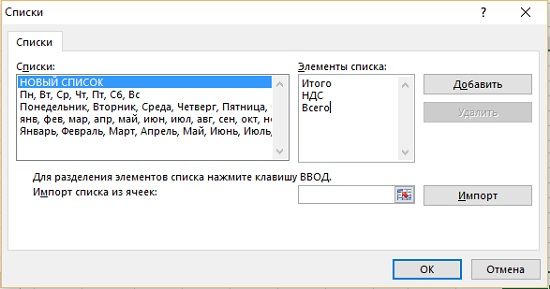 Списки
?
Списки
Списки:
Элементы списка:
НОВЫЙ СПИСОК
Пн, Вт, Ср, Чт, Пт, Сб, Вс
Понедельник, Вторник, Среда, Четверг, Пятница,
янв, фев, мар, апр, май, июн, июл, авг, сен, окт, но
Январь, Февраль, Март, Апрель, Май, Июнь, Июль,
Итого
НДС
Всего
Добавить
Удалить
Для разделения элементов списка нажмите клавишу ВВОД.
Импорт списка из ячеек:
Импорт
ОК
Отмена